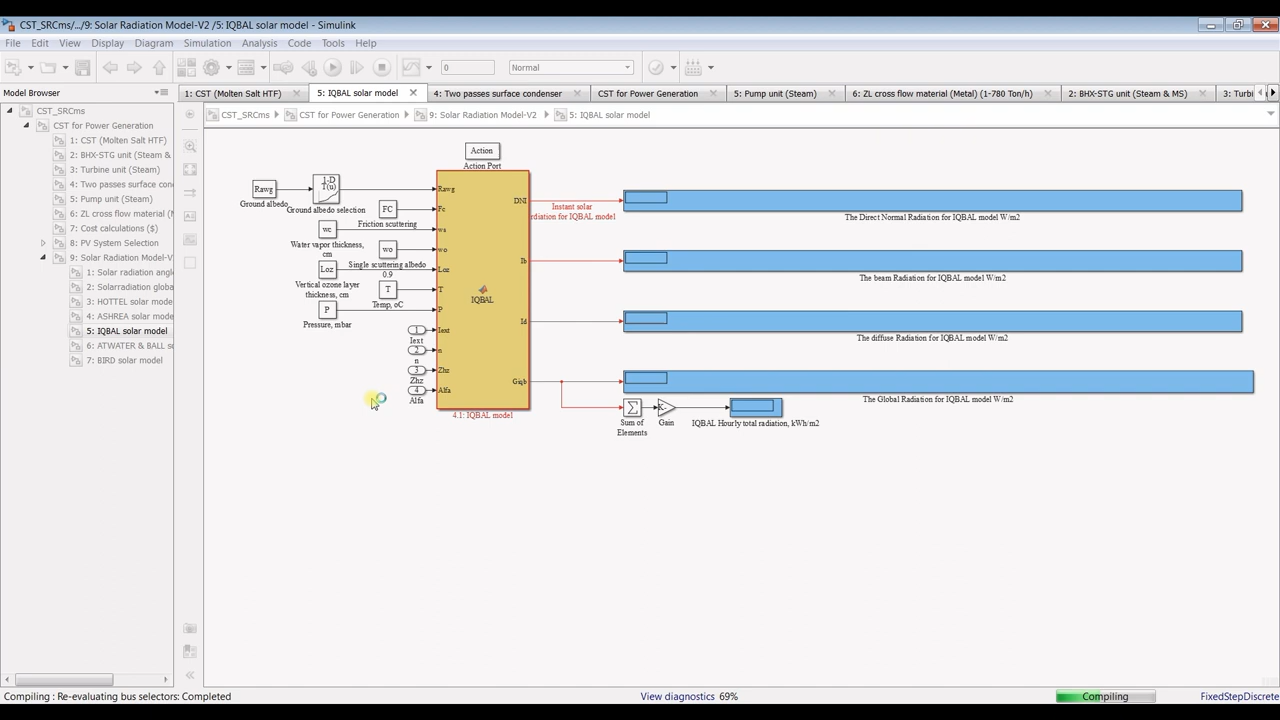 CST_SRCms/.../9: Solar Radiation Model-V2 /5: IQBAL solar model - Simulink
File Edit View Display Diagram Simulation Analysis Code Tools Help
0 Normal
Model Browser
1: CST (Molten Salt HTF) 5: IQBAL solar model 4: Two passes surface condenser CST for Power Generation 5: Pump unit (Steam) 6: ZL cross flow material (Metal) (1-780 Ton/h) 2: BHX-STG unit (Steam & MS) 3: Turbi
CST_SRCms CST for Power Generation 9: Solar Radiation Model-V2 5: IQBAL solar model
CST_SRCms
CST for Power Generation
1: CST (Molten Salt HTF)
2: BHX-STG unit (Steam &
3: Turbine unit (Steam)
4: Two passes surface cond
5: Pump unit (Steam)
6: ZL cross flow material (M
7: Cost calculations ($)
8: PV System Selection
9: Solar Radiation Model-V
1: Solar radiation angle
2: Solarradiation globa
3: HOTTEL solar mode
4: ASHREA solar mode
5: IQBAL solar model
6: ATWATER & BALL so
7: BIRD solar model
Action
Action Port
Rawg
Ground albedo
1-D
T(u)
Ground albedo selection
FC
Friction scuttering
wc
Water vapor thickness,
cm
wo
Single scuttering albedo
0.9
Loz
Vertical ozone layer
thickness, cm
T
Temp, oC
P
Pressure, mbar
1
Iext
2
n
3
Zhz
4
Alfa
Rawg
Fc
wa
wo
Loz
T
P
Iext
n
Zhz
Alfa
IQBAL
DNI
Ib
Id
Giqb
4.1: IQBAL model
Instant solar
diation for IQBAL model
The Direct Normal Radiation for IQBAL model W/m2
The beam Radiation for IQBAL model W/m2
The diffuse Radiation for IQBAL model W/m2
The Global Radiation for IQBAL model W/m2
Sum of
Elements
K-
Gain
IQBAL Hourly total radiation, kWh/m2
Compiling : Re-evaluating bus selectors: Completed View diagnostics 69% Compiling FixedStepDiscrete